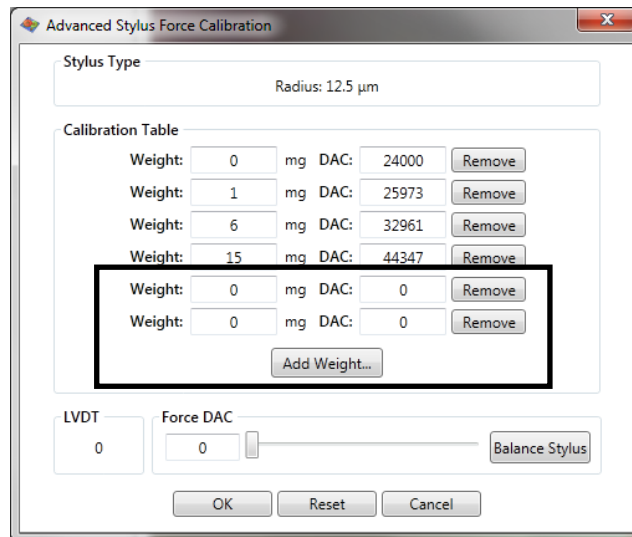 Advanced Stylus Force Calibration
Stylus Type
Radius: 12.5 µm
Calibration Table
Weight: 0 mg DAC: 24000 Remove
Weight: 1 mg DAC: 25973 Remove
Weight: 6 mg DAC: 32961 Remove
Weight: 15 mg DAC: 44347 Remove
Weight: 0 mg DAC: 0 Remove
Weight: 0 mg DAC: 0 Remove
Add Weight...
LVDT Force DAC
0 0 Balance Stylus
OK Reset Cancel